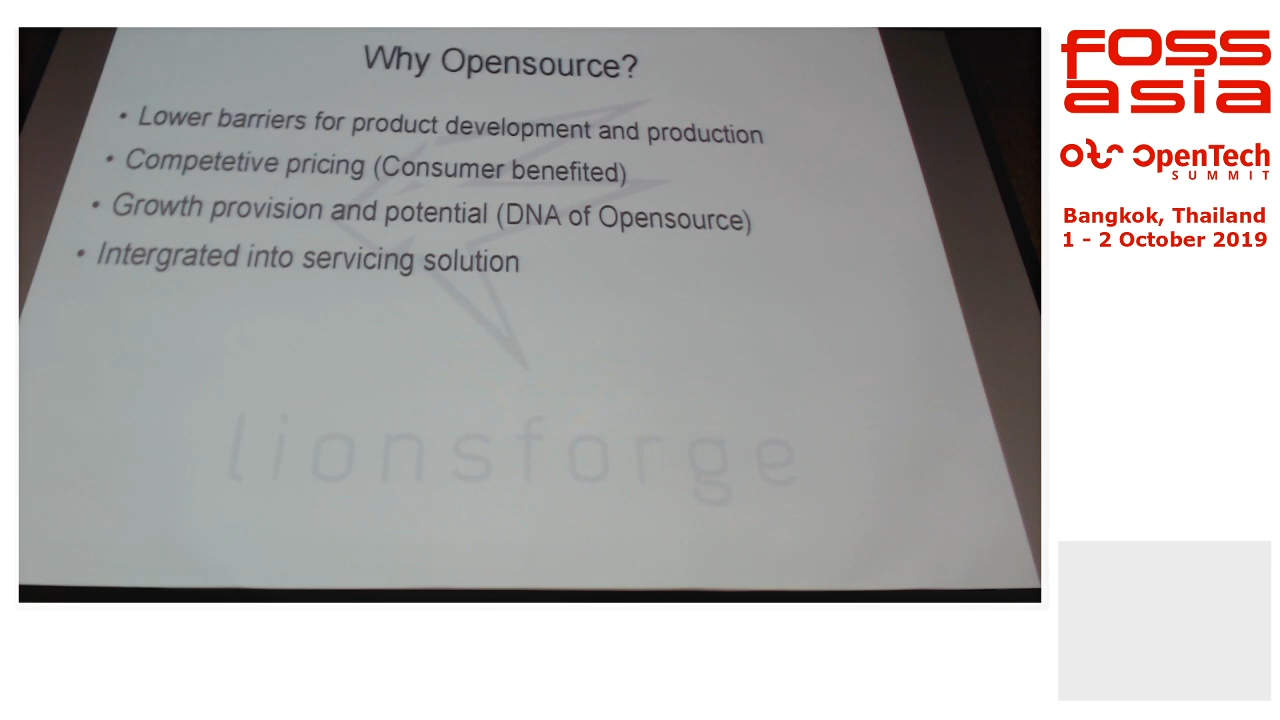 Why Opensource?
• Lower barriers for product development and production
• Competetive pricing (Consumer benefited)
• Growth provision and potential (DNA of Opensource)
• Intergrated into servicing solution
lionsforge
FOSS
asia
OpenTech
SUMMIT
Bangkok, Thailand
1 - 2 October 2019